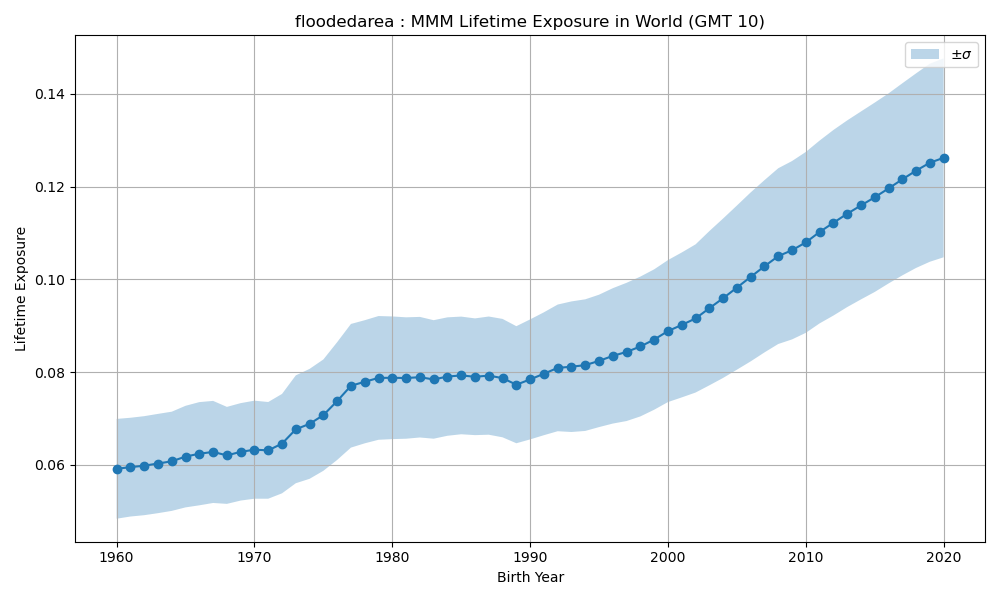 floodedarea : MMM Lifetime Exposure in World (GMT 10)
±σ
Lifetime Exposure
0.14
0.12
0.10
0.08
0.06
1960 1970 1980 1990 2000 2010 2020
Birth Year